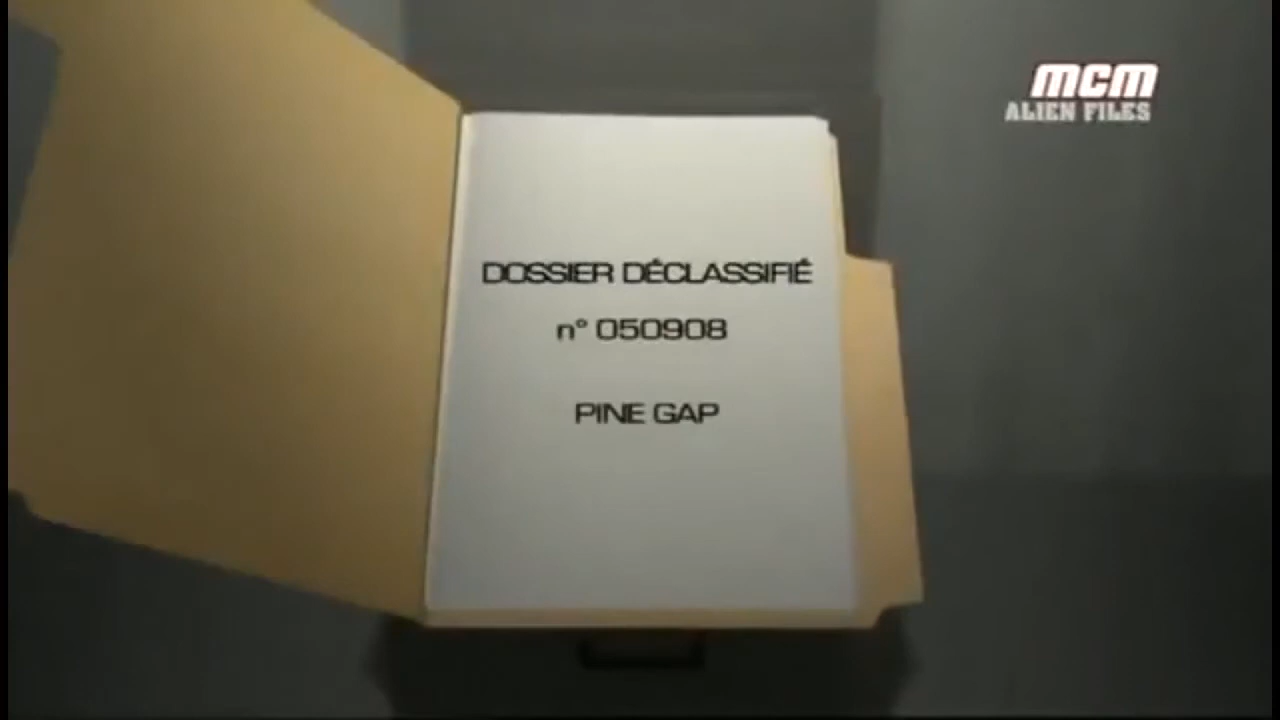 mcm
ALIEN FILES
DOSSIER DÉCLASSIFIÉ
n° 050908
PINE GAP